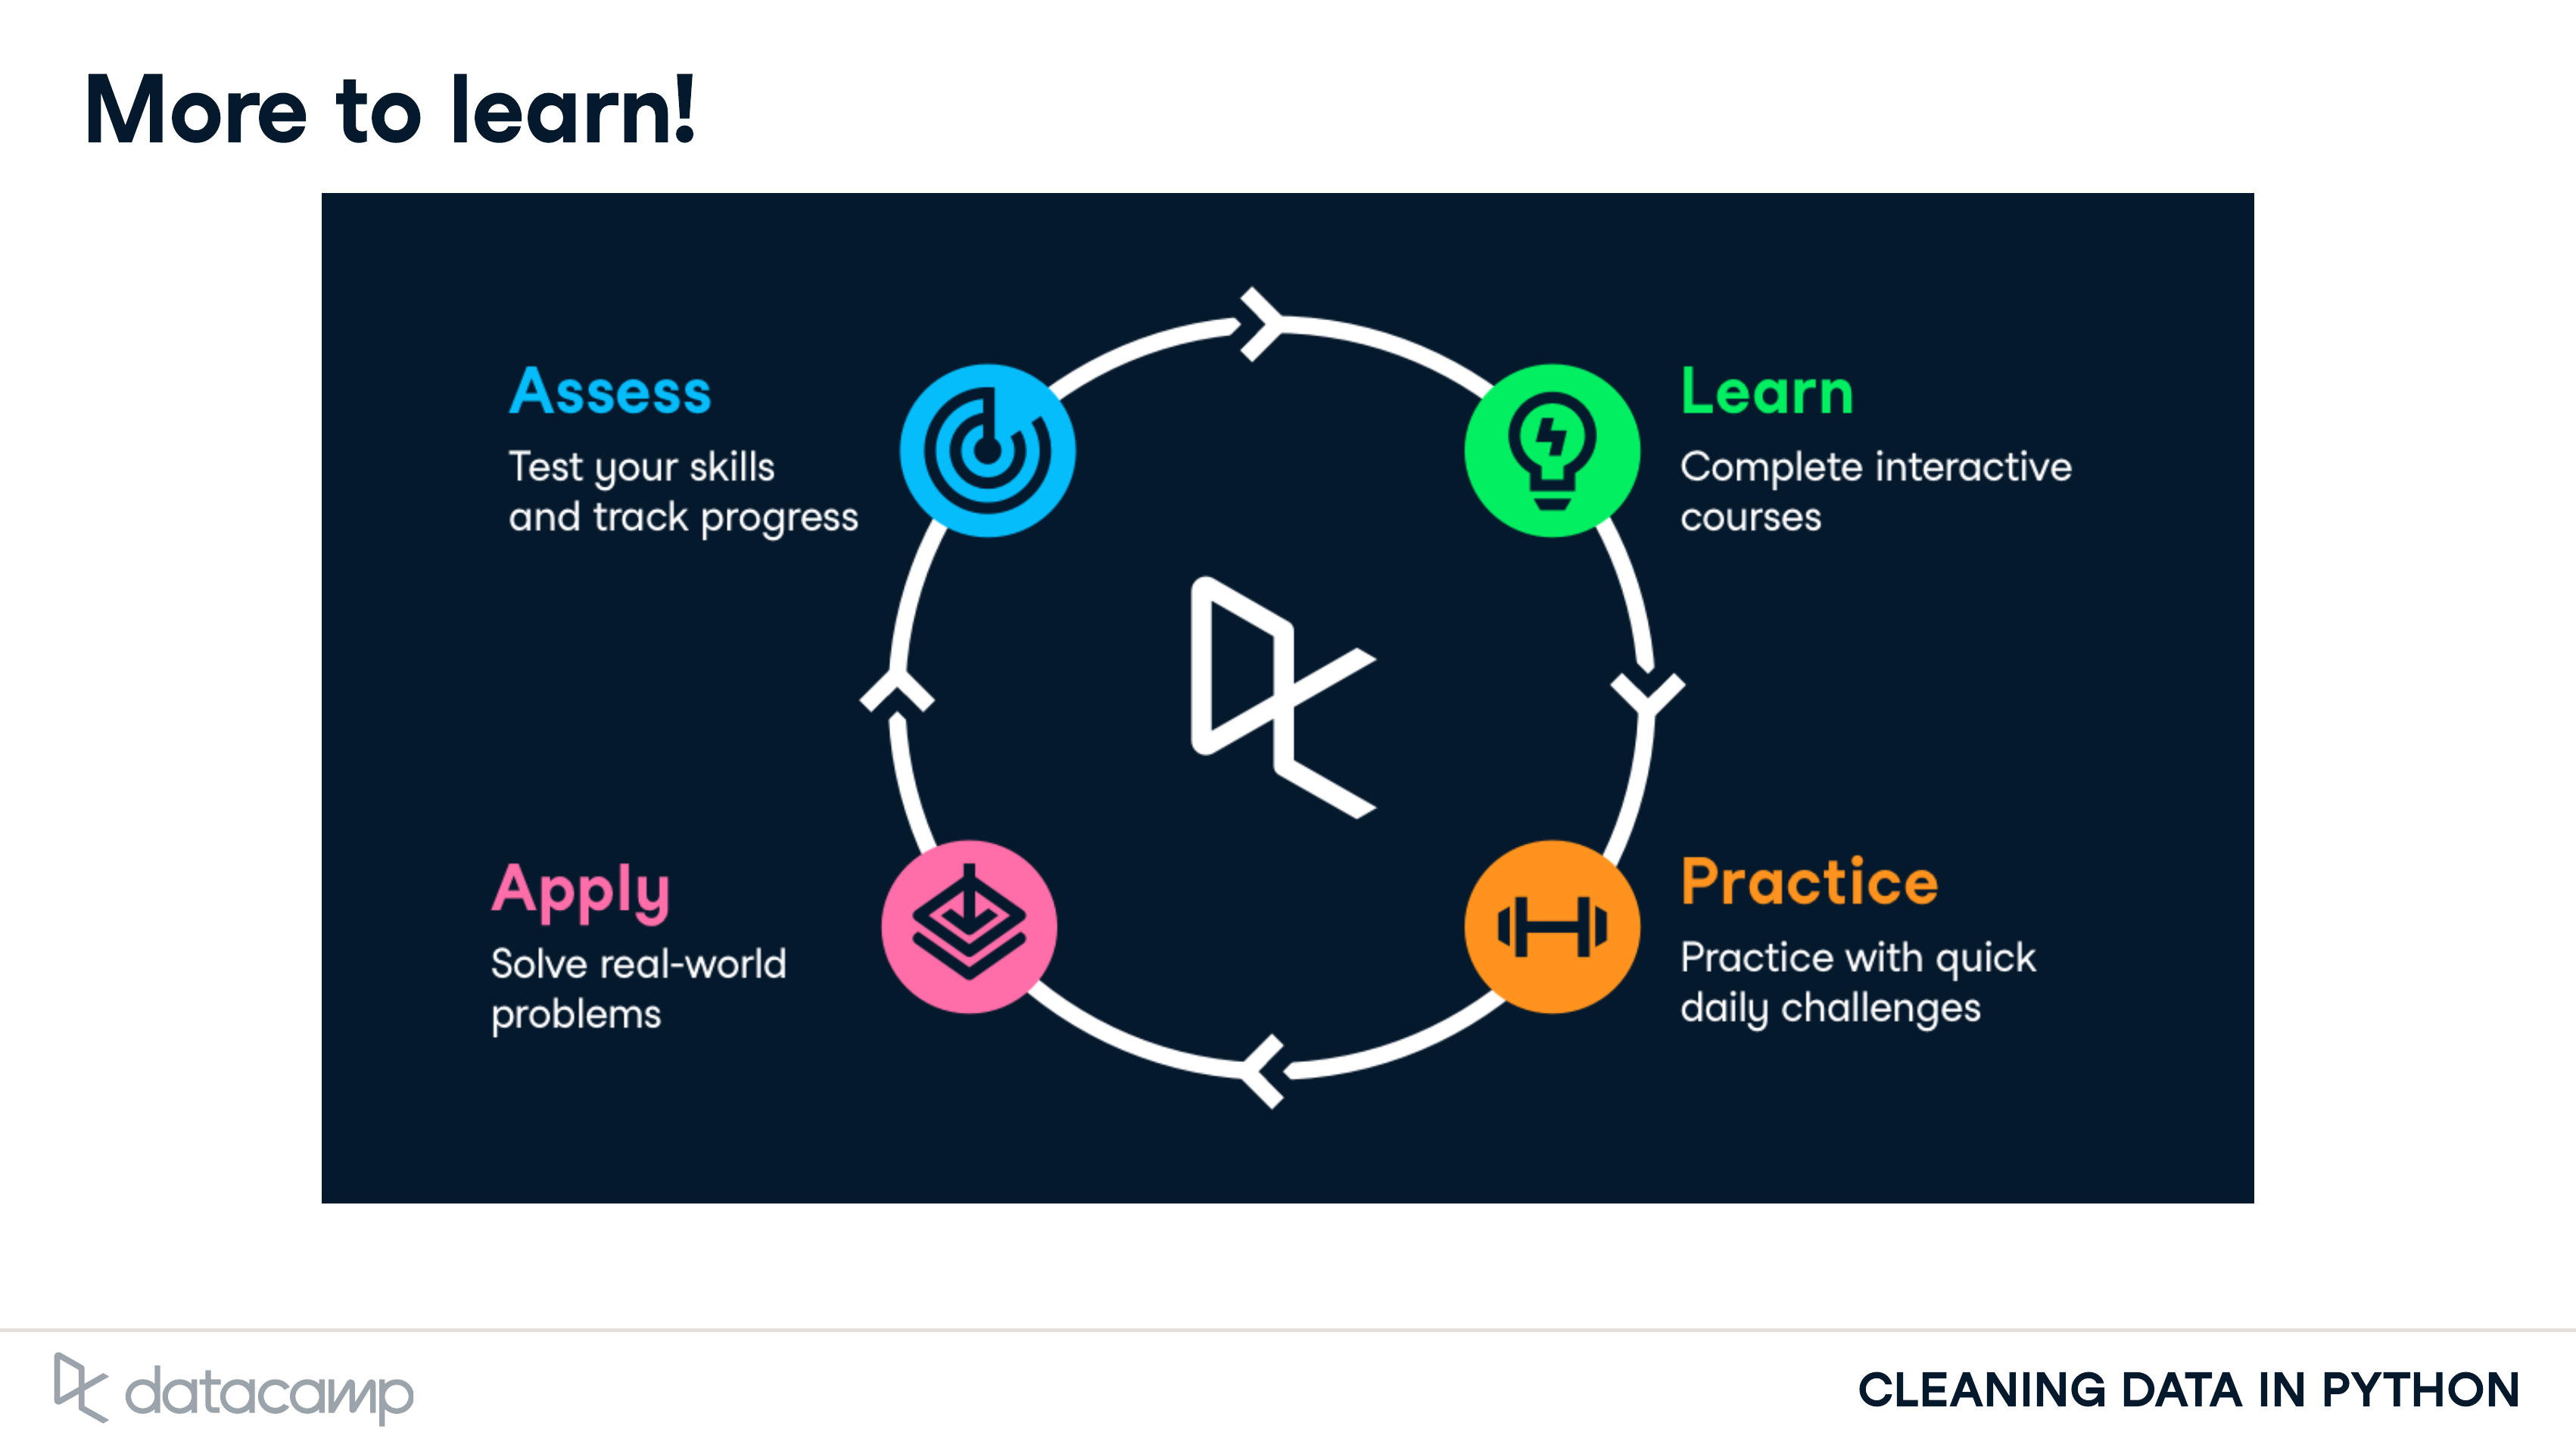 More to learn!
Assess
Test your skills
and track progress
Learn
Complete interactive
courses
Apply
Solve real-world
problems
Practice
Practice with quick
daily challenges
datacamp
CLEANING DATA IN PYTHON